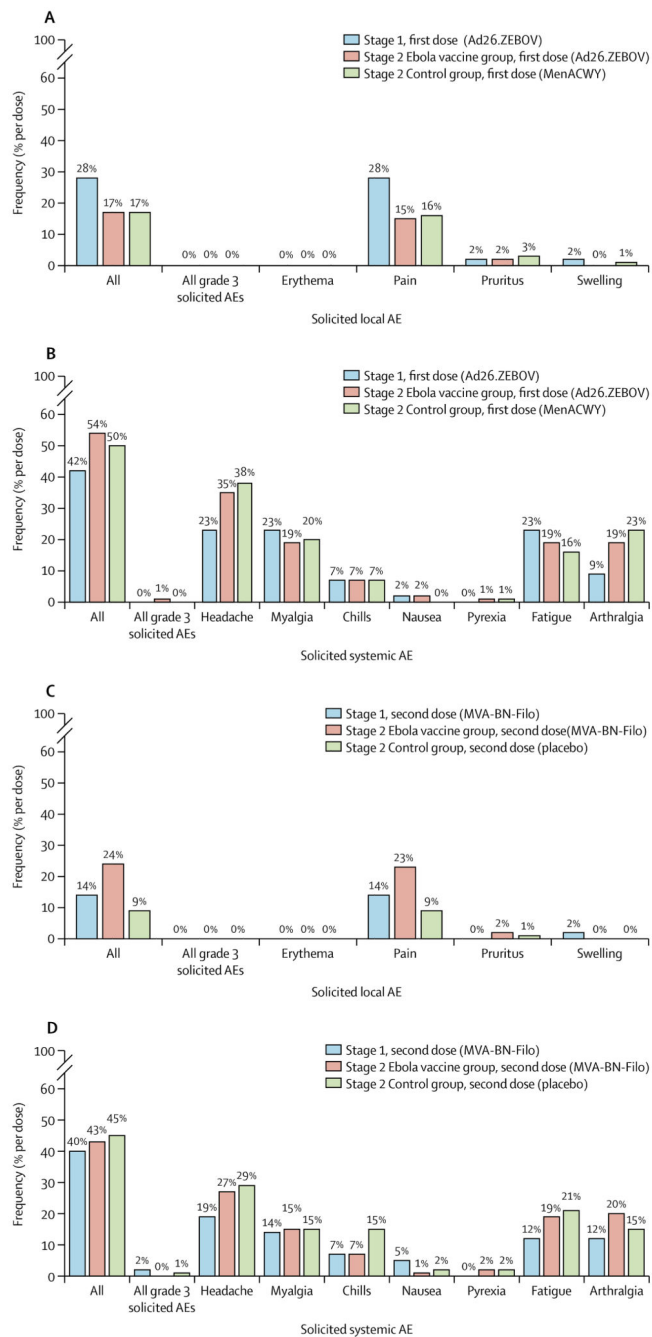 A
100
60
50
40
30
20
10
0
Frequency (% per dose)
Stage 1, first dose (Ad26.ZEBOV)
Stage 2 Ebola vaccine group, first dose (Ad26.ZEBOV)
Stage 2 Control group, first dose (MenACWY)
28% 17% 17%
0% 0% 0%
0% 0% 0%
28% 15% 16%
2% 2% 3%
2% 0% 1%
All
All grade 3
solicited AEs
Erythema
Pain
Pruritus
Swelling
Solicited local AE
B
100
60
50
40
30
20
10
0
Frequency (% per dose)
Stage 1, first dose (Ad26.ZEBOV)
Stage 2 Ebola vaccine group, first dose (Ad26.ZEBOV)
Stage 2 Control group, first dose (MenACWY)
42% 54% 50%
0% 1% 0%
23% 35% 38%
23% 19% 20%
7% 7% 7%
2% 2% 0%
0% 1% 1%
23% 19% 16%
9% 19% 23%
All
All grade 3
solicited AEs
Headache
Myalgia
Chills
Nausea
Pyrexia
Fatigue
Arthralgia
Solicited systemic AE
C
100
60
50
40
30
20
10
0
Frequency (% per dose)
Stage 1, second dose (MVA-BN-Filo)
Stage 2 Ebola vaccine group, second dose(MVA-BN-Filo)
Stage 2 Control group, second dose (placebo)
14% 24% 9%
0% 0% 0%
0% 0% 0%
14% 23% 9%
0% 2% 1%
2% 0% 0%
All
All grade 3
solicited AEs
Erythema
Pain
Pruritus
Swelling
Solicited local AE
D
100
60
50
40
30
20
10
0
Frequency (% per dose)
Stage 1, second dose (MVA-BN-Filo)
Stage 2 Ebola vaccine group, second dose (MVA-BN-Filo)
Stage 2 Control group, second dose (placebo)
40% 43% 45%
2% 0% 1%
19% 27% 29%
14% 15% 15%
7% 7% 15%
5% 1% 2%
0% 2% 2%
12% 19% 21%
12% 20% 15%
All
All grade 3
solicited AEs
Headache
Myalgia
Chills
Nausea
Pyrexia
Fatigue
Arthralgia
Solicited systemic AE